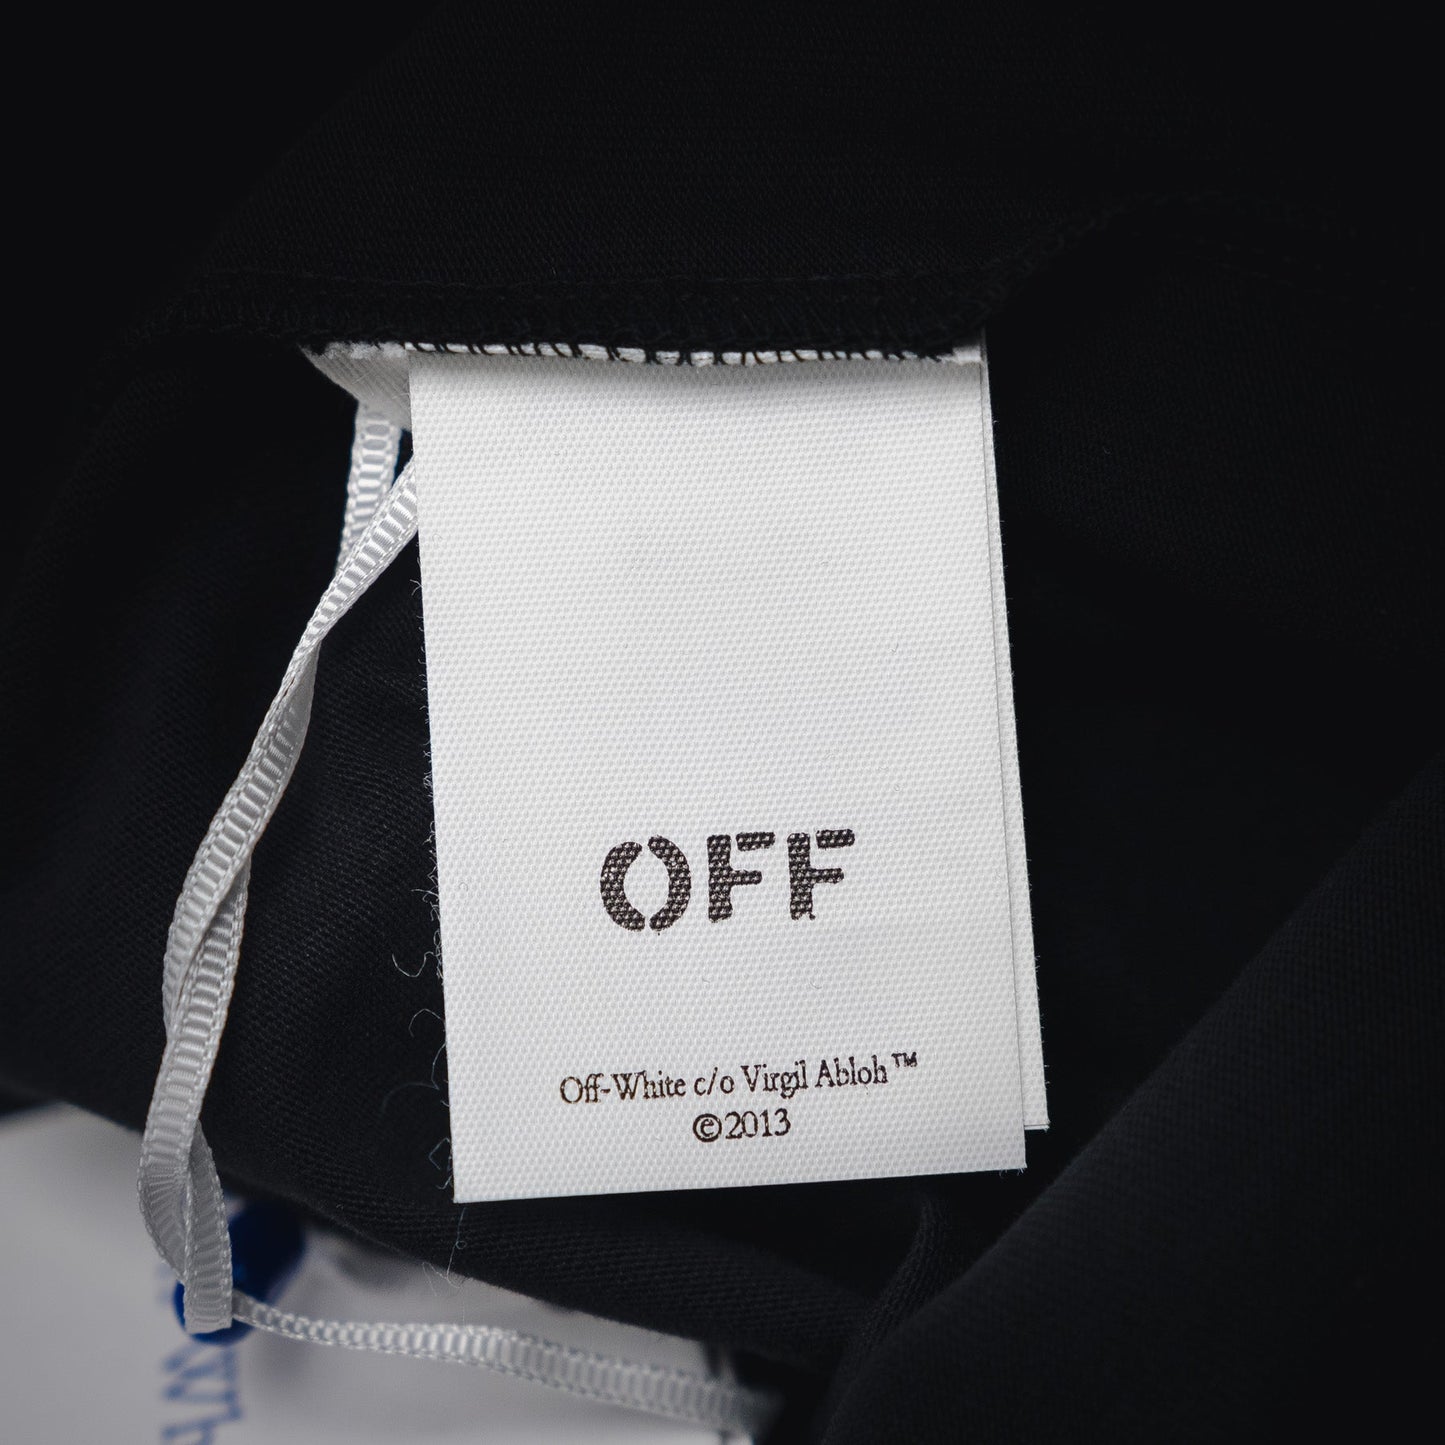 OFF
Off-White c/o Virgil Abloh™
©2013